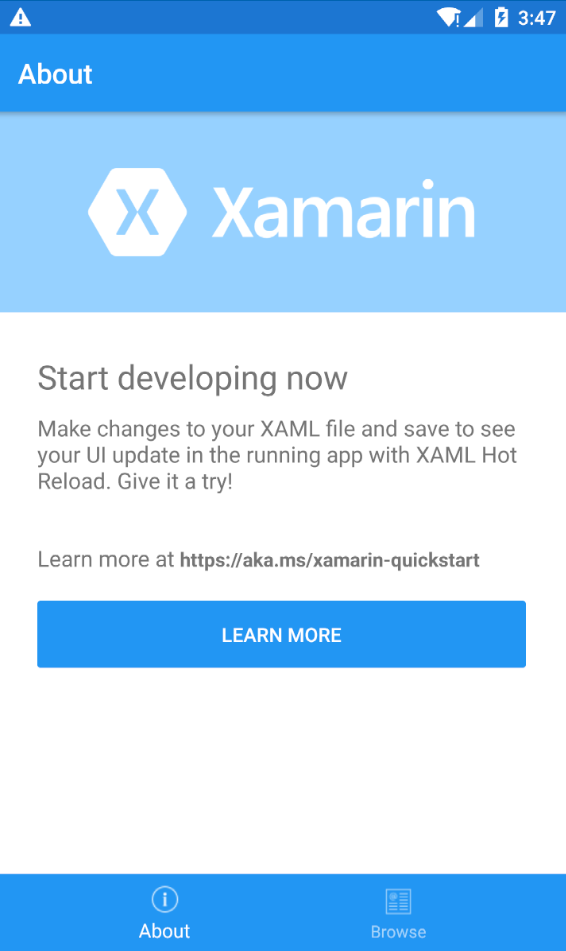 3:47
About
Xamarin
Start developing now
Make changes to your XAML file and save to see
your UI update in the running app with XAML Hot
Reload. Give it a try!
Learn more at https://aka.ms/xamarin-quickstart
LEARN MORE
About
Browse